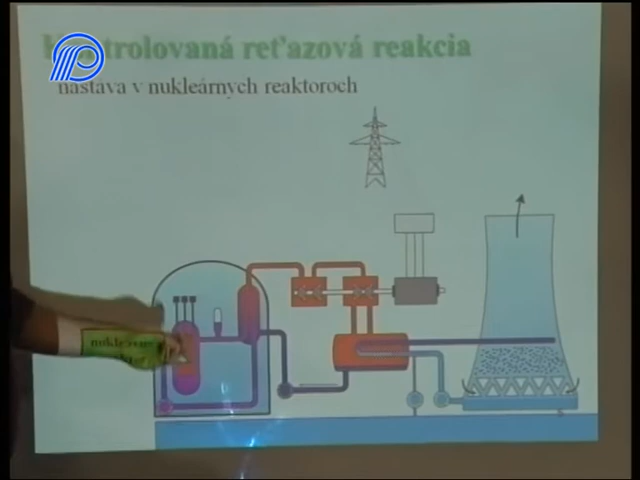 Kontrolovaná reťazová reakcia
nastáva v nukleárnych reaktoroch